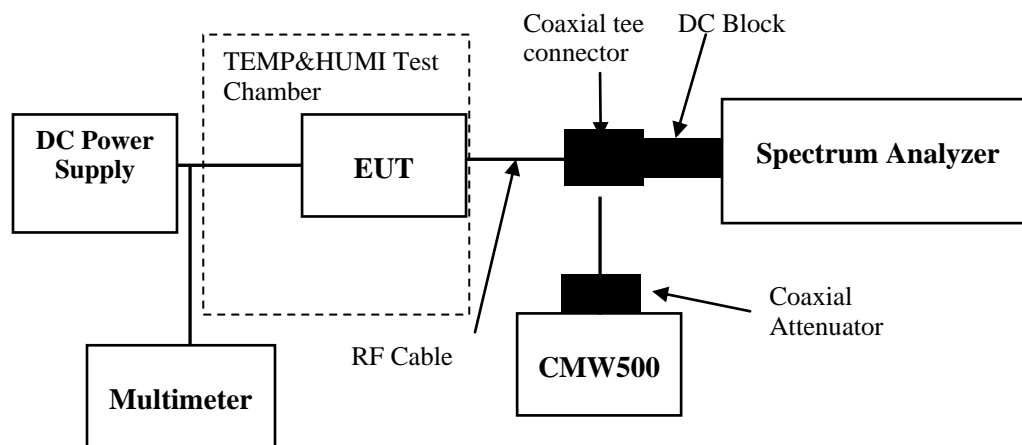 Coaxial tee
connector
DC Block
TEMP&HUMI Test
Chamber
DC Power
Supply
EUT
Spectrum Analyzer
RF Cable
Coaxial
Attenuator
CMW500
Multimeter